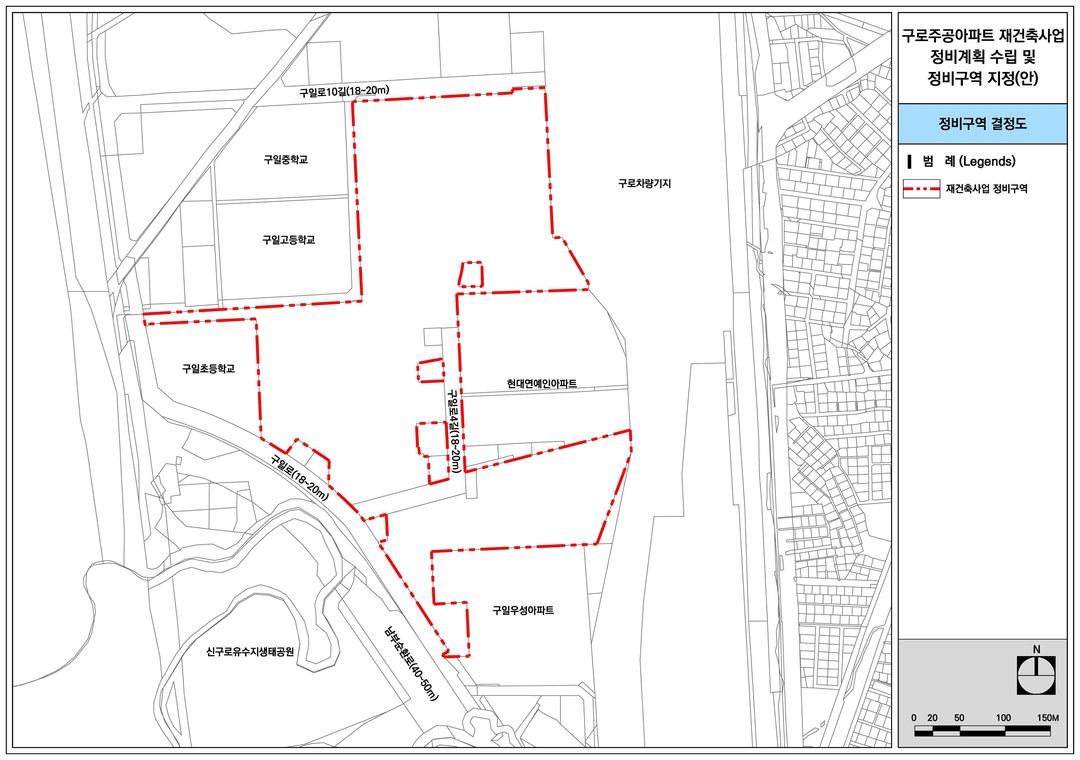 구로주공아파트 재건축사업
정비계획 수립 및
정비구역 지정(안)
정비구역 결정도
범 례 (Legends)
재건축사업 정비구역
구일로10길(18~20m)
구일중학교
구로차량기지
구일고등학교
구일초등학교
현대연예인아파트
구일로4길(18~20m)
구일로(18~20m)
구일우성아파트
신구로유수지생태공원
남부순환로(40~50m)
N
0 20 50 100 150M